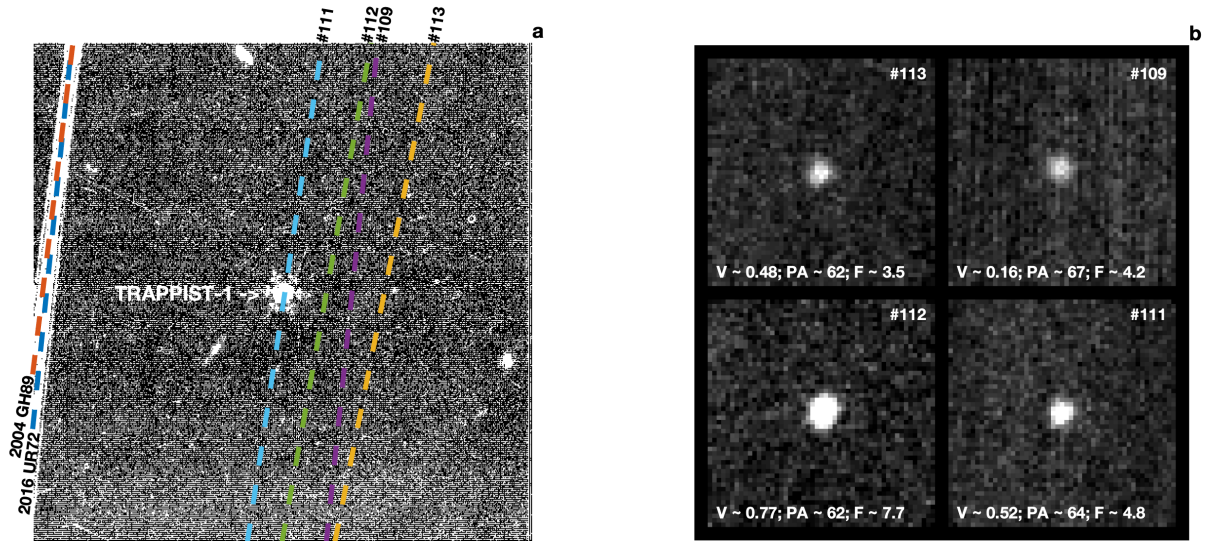 #111
#112
#109
#113
a
TRAPPIST-1 ->
2004 GH89
2016 UR72
b
#113
V ~ 0.48; PA ~ 62; F ~ 3.5
#109
V ~ 0.16; PA ~ 67; F ~ 4.2
#112
V ~ 0.77; PA ~ 62; F ~ 7.7
#111
V ~ 0.52; PA ~ 64; F ~ 4.8